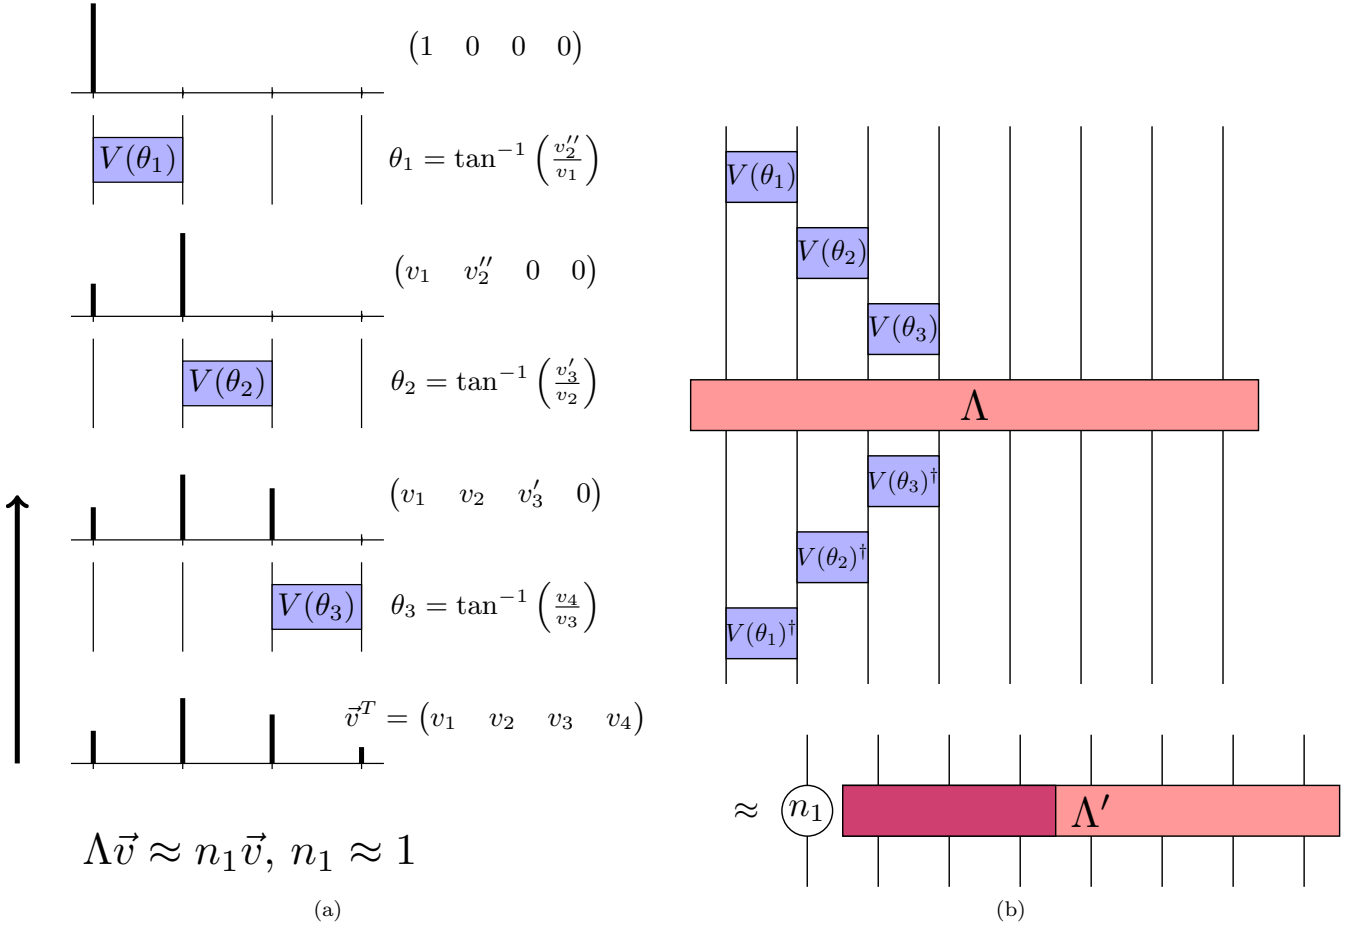 (1 0 0 0)
V(θ₁) θ₁ = tan⁻¹(v₂′′/v₁)
(v₁ v₂′′ 0 0)
V(θ₂) θ₂ = tan⁻¹(v₃′/v₂)
(v₁ v₂ v₃′ 0)
V(θ₃) θ₃ = tan⁻¹(v₄/v₃)
v⃗ᵀ = (v₁ v₂ v₃ v₄)
Λv⃗ ≈ n₁v⃗, n₁ ≈ 1
(a)
V(θ₁)
V(θ₂)
V(θ₃)
Λ
V(θ₃)†
V(θ₂)†
V(θ₁)†
≈ n₁ Λ′
(b)